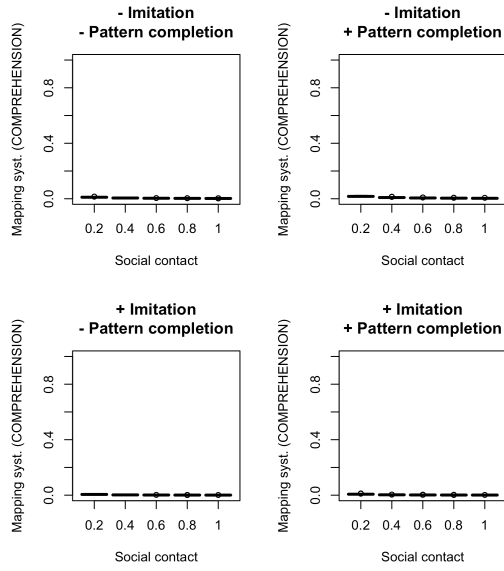 - Imitation
- Pattern completion
Mapping syst. (COMPREHENSION)
0.8
0.4
0.0
0.2 0.4 0.6 0.8 1
Social contact
- Imitation
+ Pattern completion
Mapping syst. (COMPREHENSION)
0.8
0.4
0.0
0.2 0.4 0.6 0.8 1
Social contact
+ Imitation
- Pattern completion
Mapping syst. (COMPREHENSION)
0.8
0.4
0.0
0.2 0.4 0.6 0.8 1
Social contact
+ Imitation
+ Pattern completion
Mapping syst. (COMPREHENSION)
0.8
0.4
0.0
0.2 0.4 0.6 0.8 1
Social contact